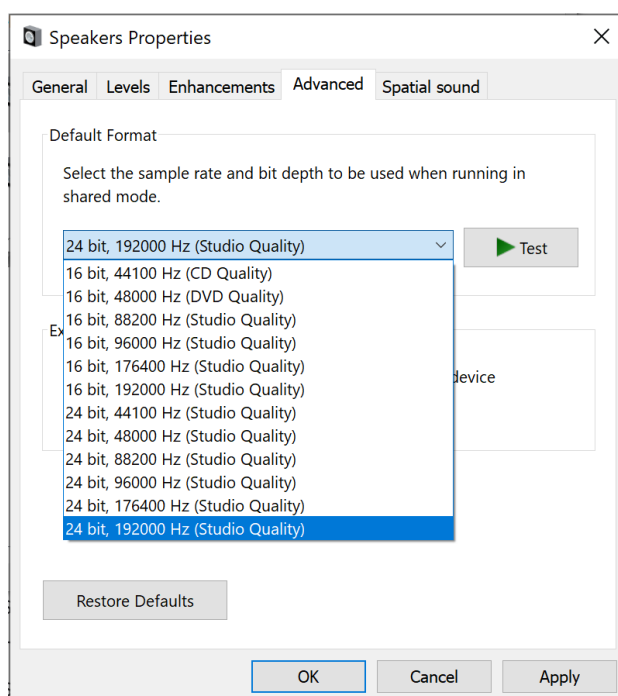 Speakers Properties
General Levels Enhancements Advanced Spatial sound
Default Format
Select the sample rate and bit depth to be used when running in
shared mode.
24 bit, 192000 Hz (Studio Quality)
Test
16 bit, 44100 Hz (CD Quality)
16 bit, 48000 Hz (DVD Quality)
16 bit, 88200 Hz (Studio Quality)
16 bit, 96000 Hz (Studio Quality)
16 bit, 176400 Hz (Studio Quality)
16 bit, 192000 Hz (Studio Quality)
24 bit, 44100 Hz (Studio Quality)
24 bit, 48000 Hz (Studio Quality)
24 bit, 88200 Hz (Studio Quality)
24 bit, 96000 Hz (Studio Quality)
24 bit, 176400 Hz (Studio Quality)
24 bit, 192000 Hz (Studio Quality)
device
Restore Defaults
OK Cancel Apply